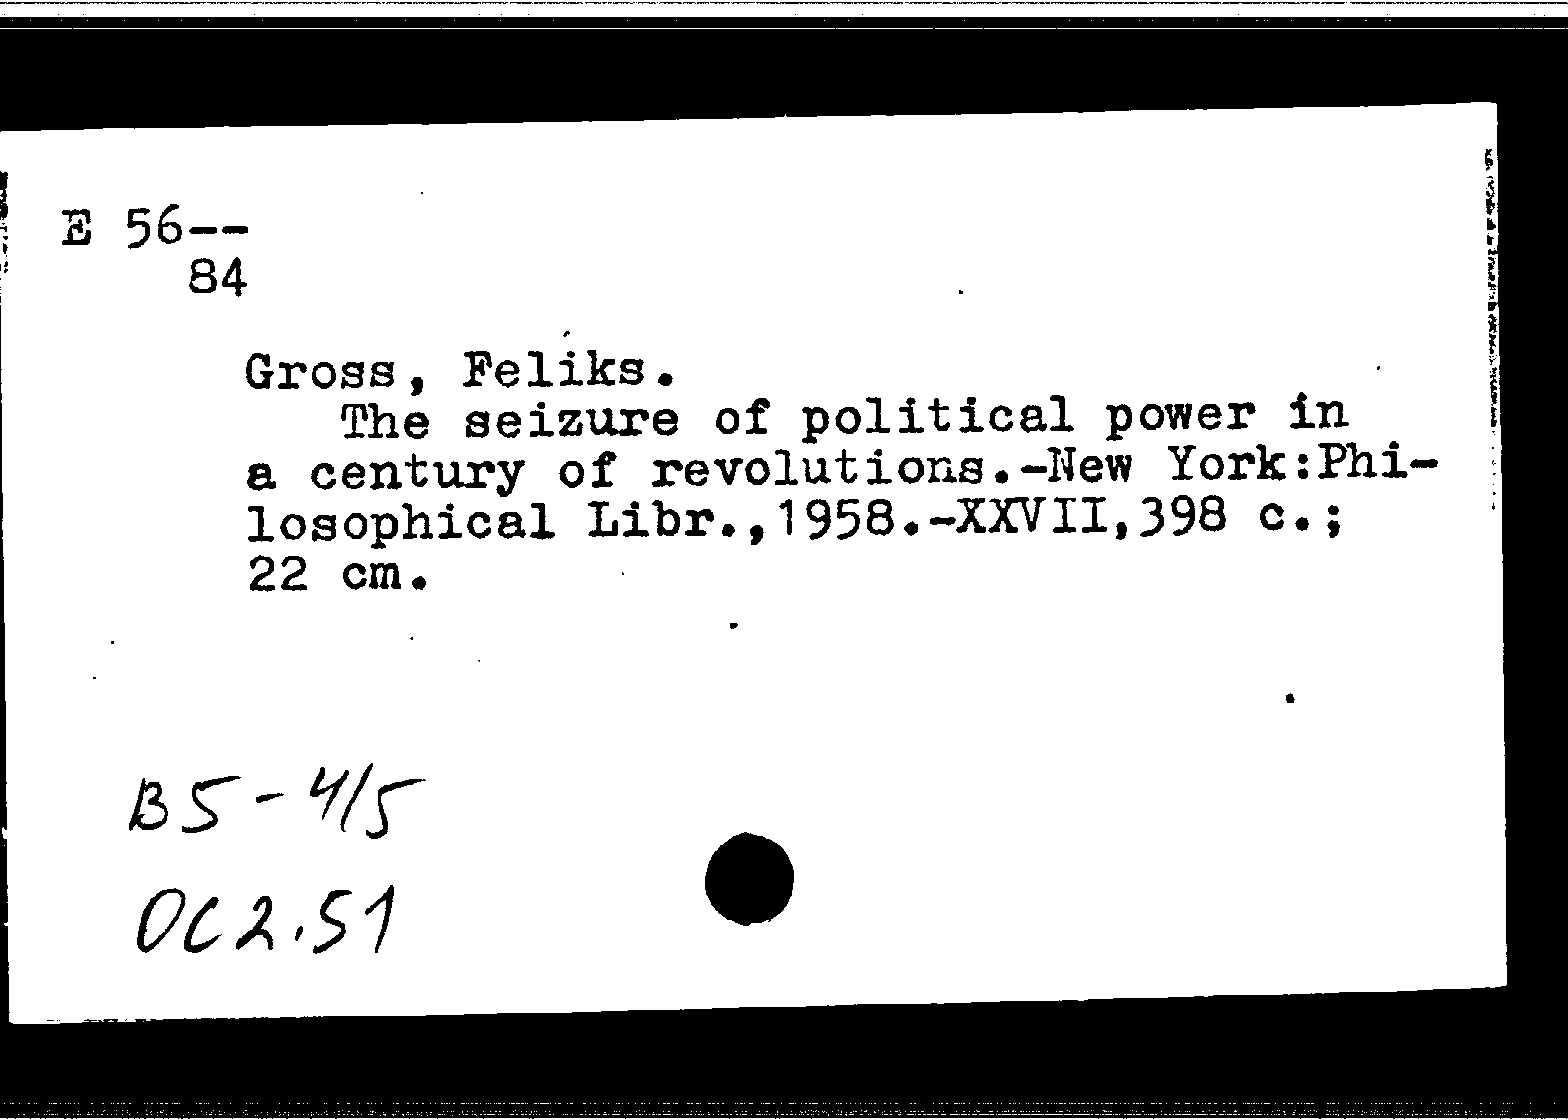 E 56--
84
Gross, Feliks.
The seizure of political power in
a century of revolutions.-New York:Phi-
losophical Libr.,1958.-XXVII,398 c.;
22 cm.
B5-4/5
OC2.51